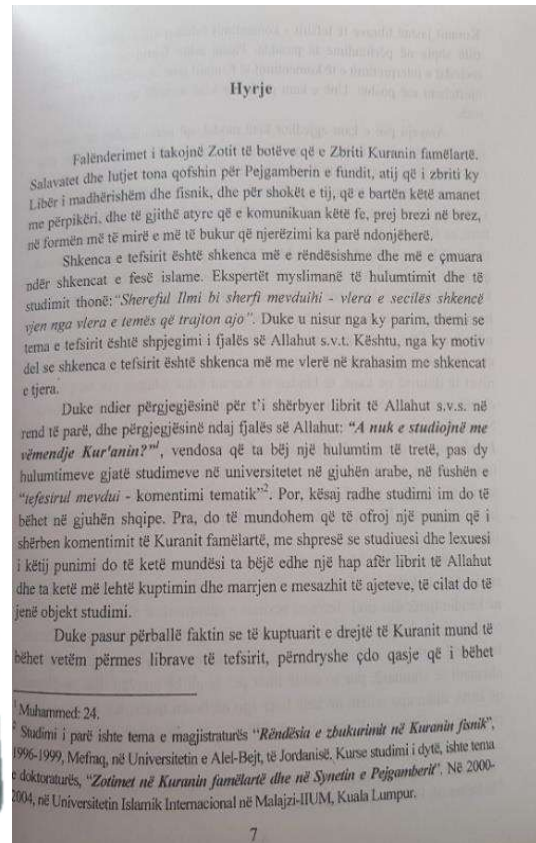 Hyrje
Falënderimet i takojnë Zotit të botëve që e Zbriti Kuranin famëlartë.
Salavatet dhe lutjet tona qofshin për Pejgamberin e fundit, atij që i zbriti ky
Libër i madhërishëm dhe fisnik, dhe për shokët e tij, që e bartën këtë amanet
me përpikëri, dhe të gjithë atyre që e komunikuan këtë fe, prej brezi në brez,
në formën më të mirë e më të bukur që njerëzimi ka parë ndonjëherë.
Shkenca e tefsirit është shkenca më e rëndësishme dhe më e çmuara
ndër shkencat e fesë islame. Ekspertët myslimanë të hulumtimit dhe të
studimit thonë: "Shereful Ilmi bi sherfi mevduihi - vlera e secilës shkencë
vjen nga vlera e temës që trajton ajo". Duke u nisur nga ky parim, themi se
tema e tefsirit është shpjegimi i fjalës së Allahut s.v.t. Kështu, nga ky motiv
del se shkenca e tefsirit është shkenca më me vlerë në krahasim me shkencat
e tjera.
Duke ndier përgjegjësinë për t'i shërbyer librit të Allahut s.v.s. në
rend të parë, dhe përgjegjësinë ndaj fjalës së Allahut: "A nuk e studiojnë me
vëmendje Kur'anin?"¹, vendosa që ta bëj një hulumtim të tretë, pas dy
hulumtimeve gjatë studimeve në universitetet në gjuhën arabe, në fushën e
"tefesirul mevdui - komentimi tematik"². Por, kësaj radhe studimi im do të
bëhet në gjuhën shqipe. Pra, do të mundohem që të ofroj një punim që i
shërben komentimit të Kuranit famëlartë, me shpresë se studiuesi dhe lexuesi
i këtij punimi do të ketë mundësi ta bëjë edhe një hap afër librit të Allahut
dhe ta ketë më lehtë kuptimin dhe marrjen e mesazhit të ajeteve, të cilat do të
jenë objekt studimi.
Duke pasur përballë faktin se të kuptuarit e drejtë të Kuranit mund të
bëhet vetëm përmes librave të tefsirit, përndryshe çdo qasje që i bëhet
¹ Muhammed: 24.
² Studimi i parë ishte tema e magjistraturës "Rëndësia e zbukurimit në Kuranin fisnik",
1996-1999, Mefraq, në Universitetin e Alel-Bejt, të Jordanisë. Kurse studimi i dytë, ishte tema
e doktoraturës, "Zotimet në Kuranin famëlartë dhe në Synetin e Pejgamberit". Në 2000-
2004, në Universitetin Islamik Internacional në Malajzi-IIUM, Kuala Lumpur.
7